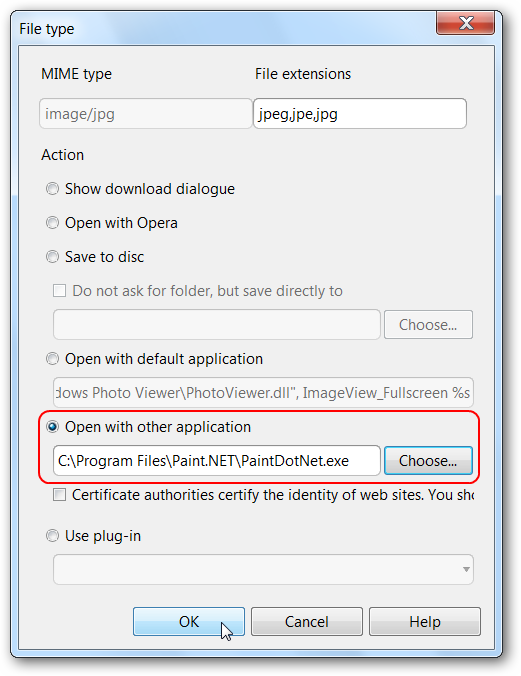 File type
MIME type File extensions
image/jpg jpeg,jpe,jpg
Action
Show download dialogue
Open with Opera
Save to disc
Do not ask for folder, but save directly to
Choose...
Open with default application
dows Photo Viewer\PhotoViewer.dll", ImageView_Fullscreen %s
Open with other application
C:\Program Files\Paint.NET\PaintDotNet.exe Choose...
Certificate authorities certify the identity of web sites. You sho
Use plug-in
OK Cancel Help